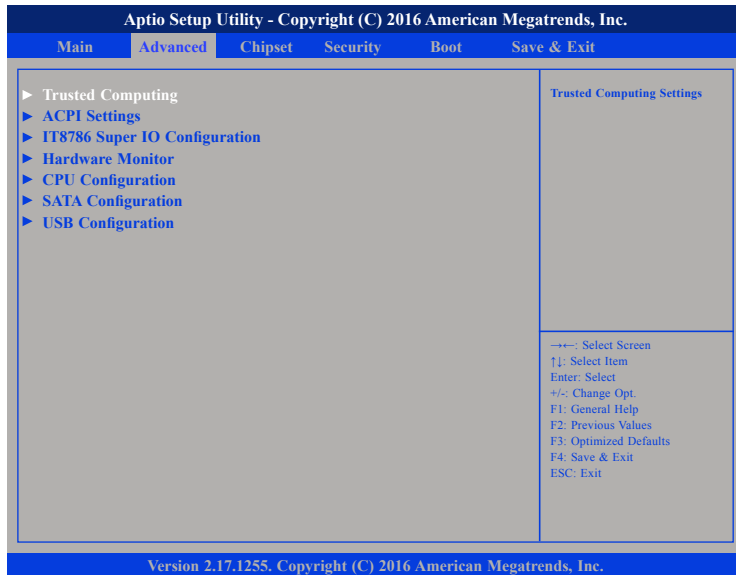 Aptio Setup Utility - Copyright (C) 2016 American Megatrends, Inc.
Main Advanced Chipset Security Boot Save & Exit
► Trusted Computing
► ACPI Settings
► IT8786 Super IO Configuration
► Hardware Monitor
► CPU Configuration
► SATA Configuration
► USB Configuration
Trusted Computing Settings
→←: Select Screen
↑↓: Select Item
Enter: Select
+/-: Change Opt.
F1: General Help
F2: Previous Values
F3: Optimized Defaults
F4: Save & Exit
ESC: Exit
Version 2.17.1255. Copyright (C) 2016 American Megatrends, Inc.